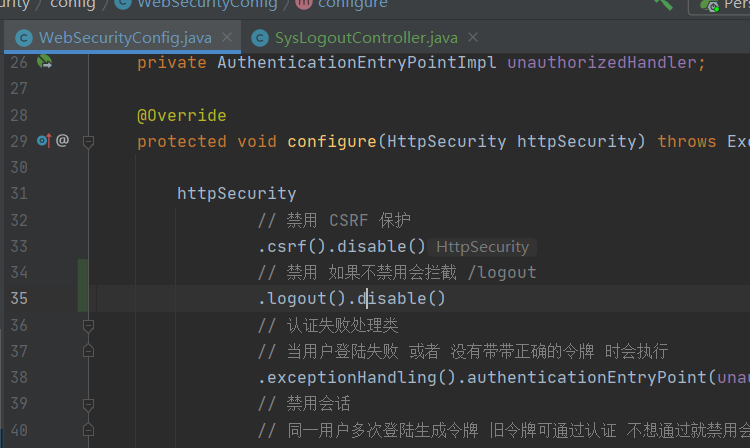 urity / config / WebSecurityConfig / configure Pers
WebSecurityConfig.java SysLogoutController.java
26 private AuthenticationEntryPointImpl unauthorizedHandler;
27
28 @Override
29 protected void configure(HttpSecurity httpSecurity) throws Exc
30
31 httpSecurity
32 // 禁用 CSRF 保护
33 .csrf().disable() HttpSecurity
34 // 禁用 如果不禁用会拦截 /logout
35 .logout().disable()
36 // 认证失败处理类
37 // 当用户登陆失败 或者 没有带带正确的令牌 时会执行
38 .exceptionHandling().authenticationEntryPoint(unau
39 // 禁用会话
40 // 同一用户多次登陆生成令牌 旧令牌可通过认证 不想通过就禁用会